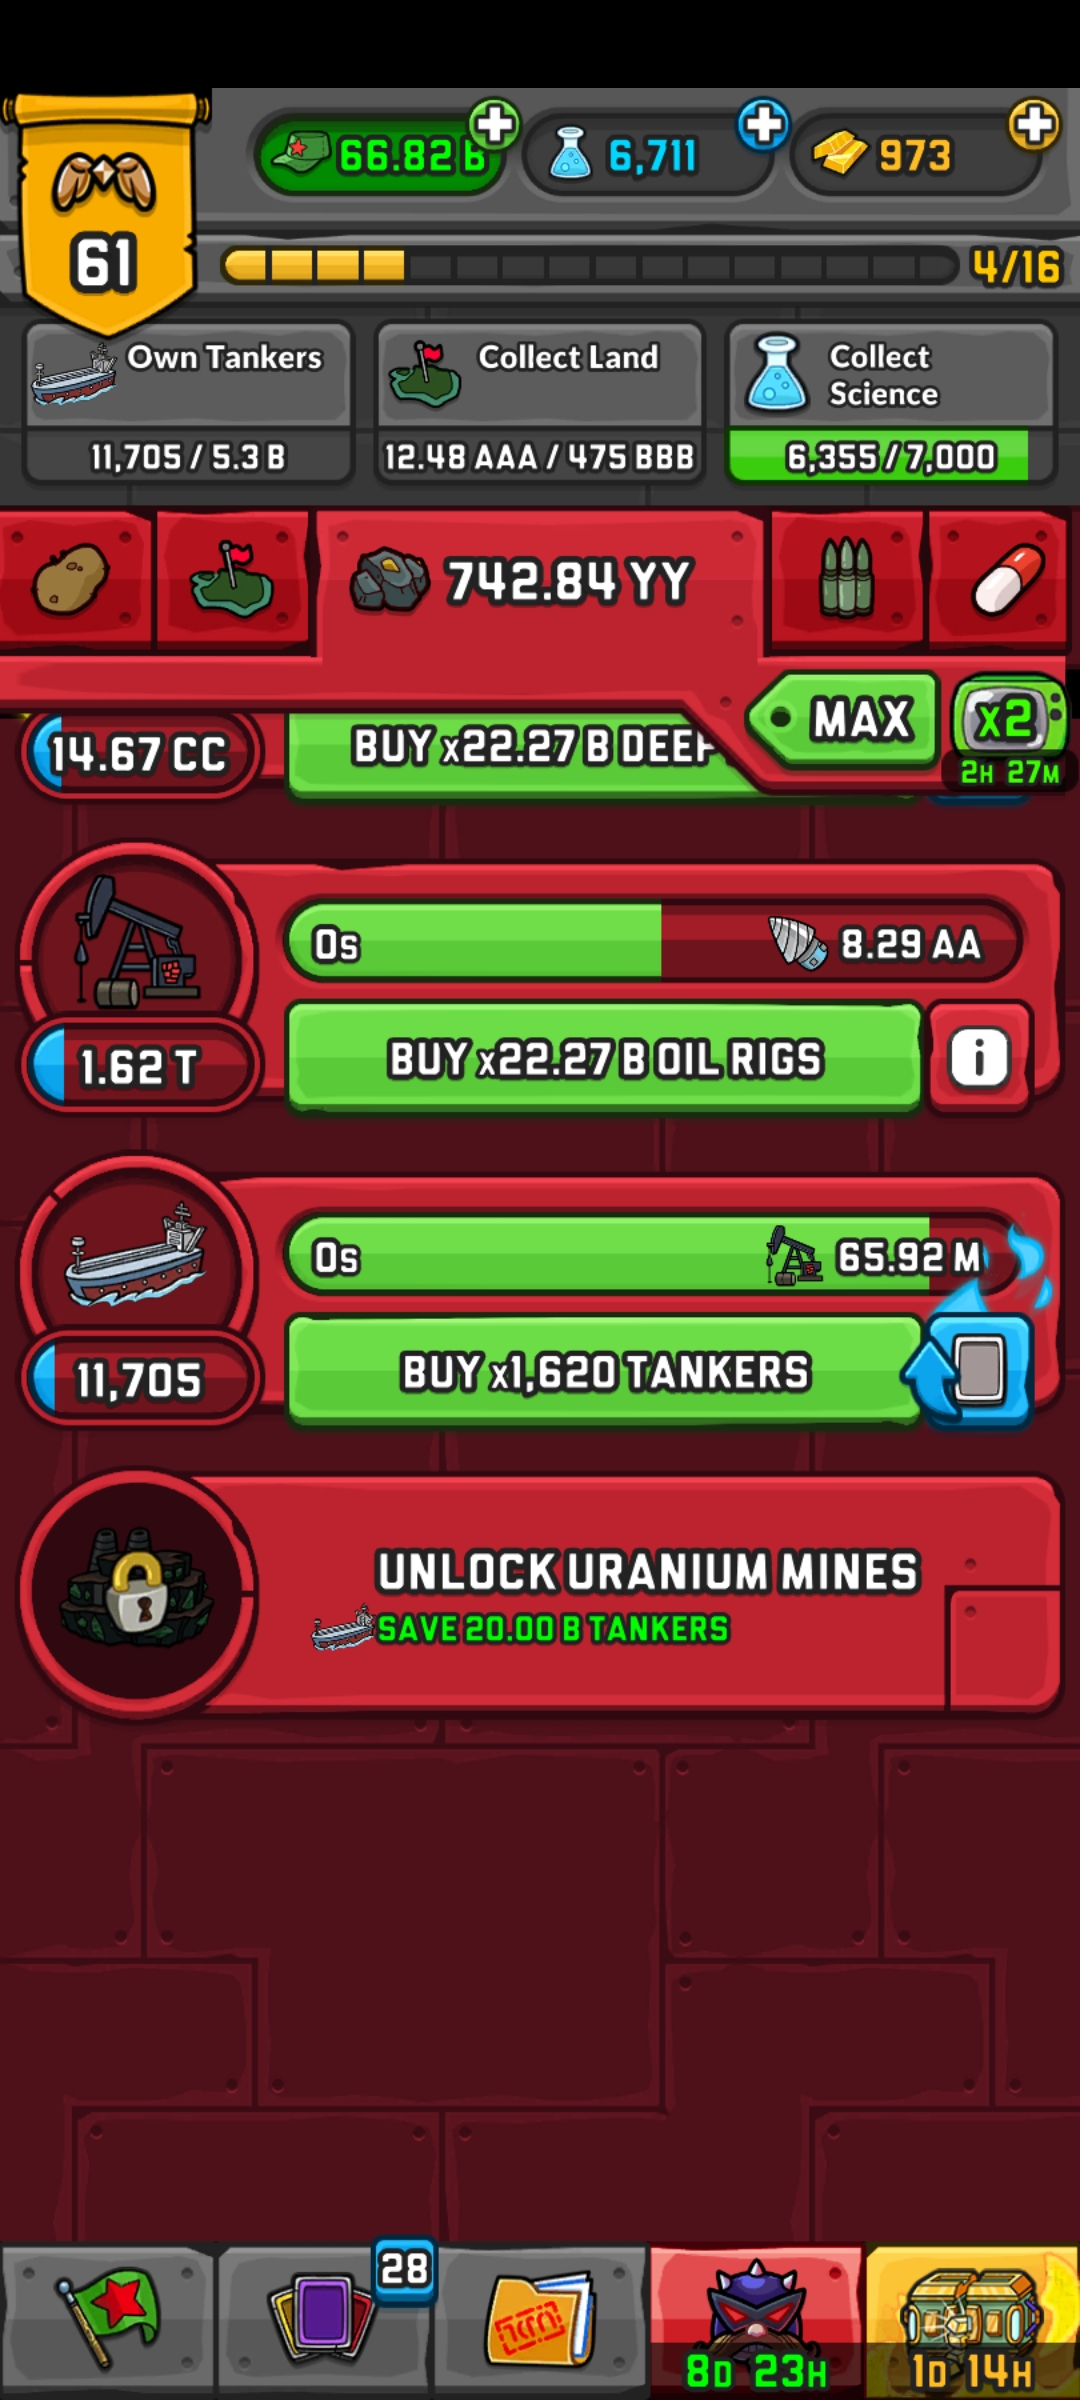 66.82 B
6,711
973
61
4/16
Own Tankers
11,705 / 5.3 B
Collect Land
12.48 AAA / 475 BBB
Collect
Science
6,355 / 7,000
742.84 YY
MAX
x2
2H 27M
14.67 CC
BUY x22.27 B DEEP
0s
8.29 AA
1.62 T
BUY x22.27 B OIL RIGS
i
0s
65.92 M
11,705
BUY x1,620 TANKERS
UNLOCK URANIUM MINES
SAVE 20.00 B TANKERS
28
8D 23H
1D 14H